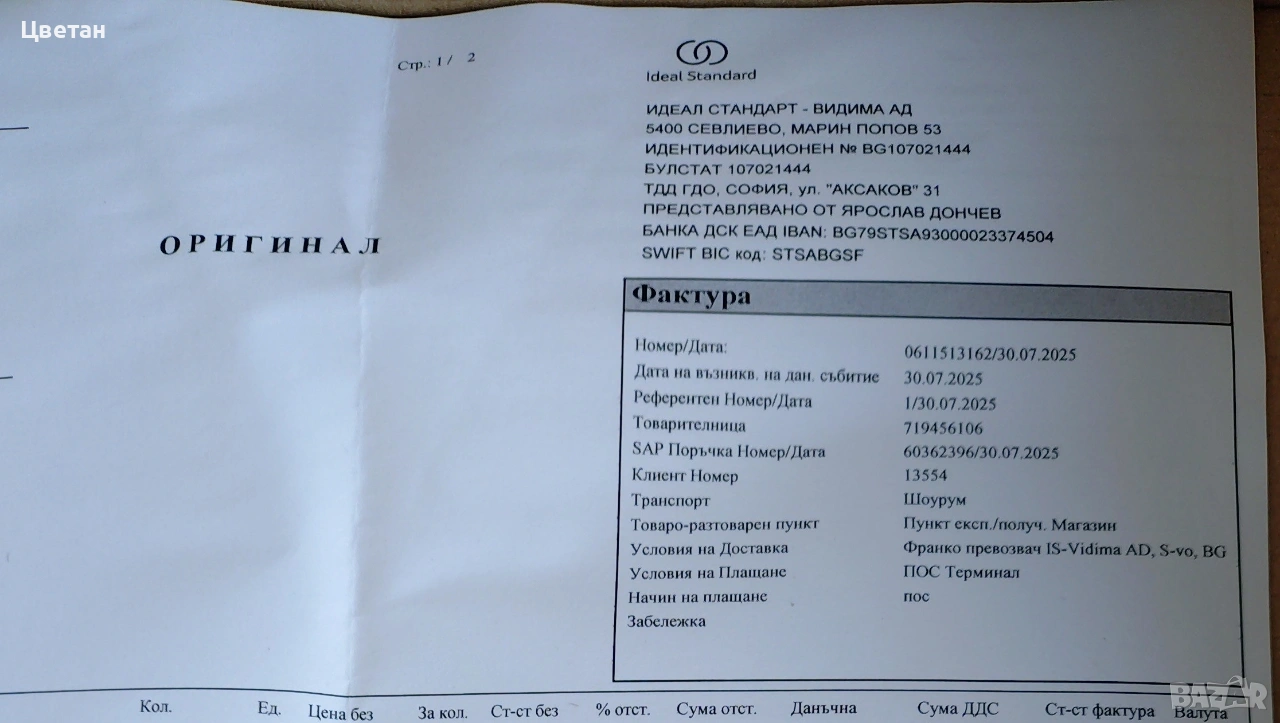 Цветан
Стр.: 1 / 2
Ideal Standard
ИДЕАЛ СТАНДАРТ - ВИДИМА АД
5400 СЕВЛИЕВО, МАРИН ПОПОВ 53
ИДЕНТИФИКАЦИОНЕН № BG107021444
БУЛСТАТ 107021444
ТДД ГДО, СОФИЯ, ул. "АКСАКОВ" 31
ПРЕДСТАВЛЯВАНО ОТ ЯРОСЛАВ ДОНЧЕВ
БАНКА ДСК ЕАД IBAN: BG79STSA93000023374504
SWIFT BIC код: STSABGSF
ОРИГИНАЛ
Фактура
Номер/Дата: 0611513162/30.07.2025
Дата на възникв. на дан. събитие 30.07.2025
Референтен Номер/Дата 1/30.07.2025
Товарителница 719456106
SAP Поръчка Номер/Дата 60362396/30.07.2025
Клиент Номер 13554
Транспорт Шоурум
Товаро-разтоварен пункт Пункт експ./получ. Магазин
Условия на Доставка Франко превозвач IS-Vidima AD, S-vo, BG
Условия на Плащане ПОС Терминал
Начин на плащане пос
Забележка
Кол. Ед. Цена без За кол. Ст-ст без % отст. Сума отст. Данъчна Сума ДДС Ст-ст фактура Валута
BAZAR